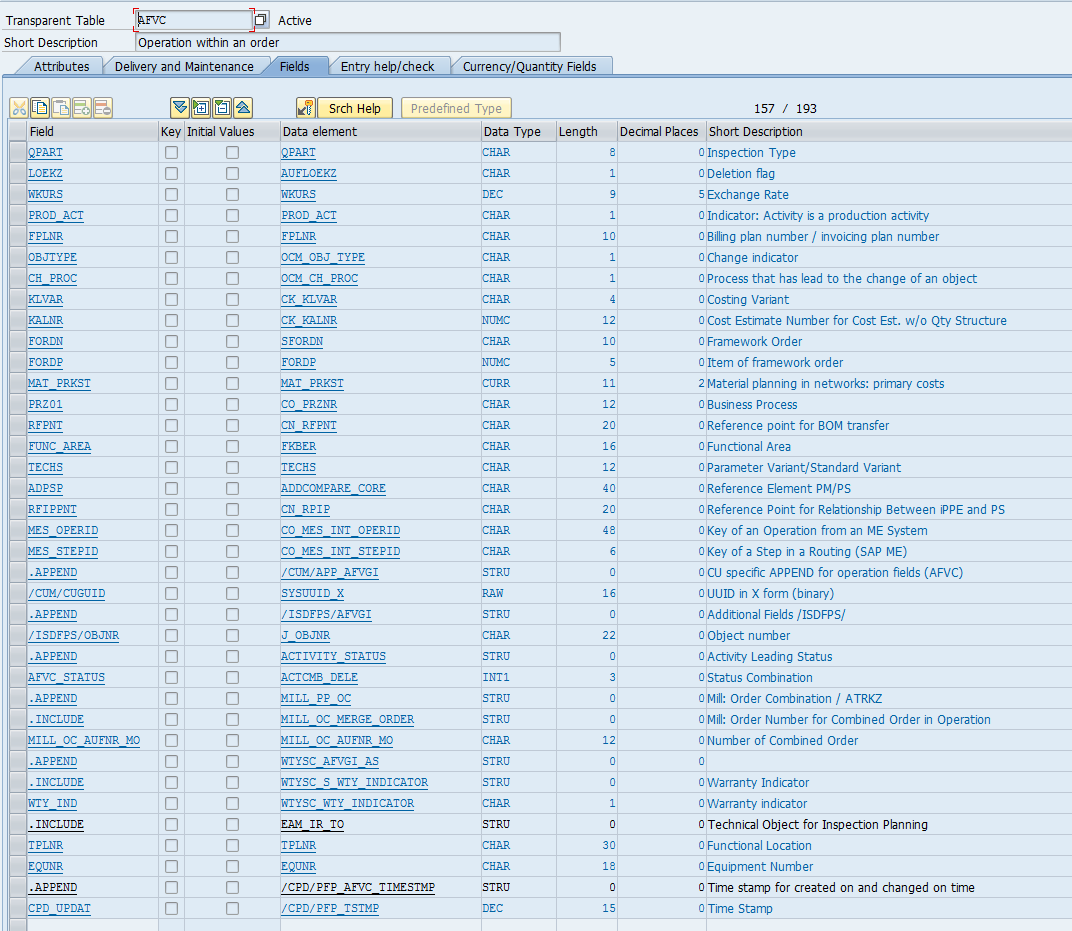 Transparent Table AFVC Active
Short Description Operation within an order
Attributes Delivery and Maintenance Fields Entry help/check Currency/Quantity Fields
Srch Help Predefined Type 157 / 193
Field Key Initial Values Data element Data Type Length Decimal Places Short Description
QPART QPART CHAR 8 0 Inspection Type
LOEKZ AUFLOEKZ CHAR 1 0 Deletion flag
WKURS WKURS DEC 9 5 Exchange Rate
PROD_ACT PROD_ACT CHAR 1 0 Indicator: Activity is a production activity
FPLNR FPLNR CHAR 10 0 Billing plan number / invoicing plan number
OBJTYPE OCM_OBJ_TYPE CHAR 1 0 Change indicator
CH_PROC OCM_CH_PROC CHAR 1 0 Process that has lead to the change of an object
KLVAR CK_KLVAR CHAR 4 0 Costing Variant
KALNR CK_KALNR NUMC 12 0 Cost Estimate Number for Cost Est. w/o Qty Structure
FORDN SFORDN CHAR 10 0 Framework Order
FORDP FORDP NUMC 5 0 Item of framework order
MAT_PRKST MAT_PRKST CURR 11 2 Material planning in networks: primary costs
PRZ01 CO_PRZNR CHAR 12 0 Business Process
RFPNT CN_RFPNT CHAR 20 0 Reference point for BOM transfer
FUNC_AREA FKBER CHAR 16 0 Functional Area
TECHS TECHS CHAR 12 0 Parameter Variant/Standard Variant
ADPSP ADDCOMPARE_CORE CHAR 40 0 Reference Element PM/PS
RFIPPNT CN_RPIP CHAR 20 0 Reference Point for Relationship Between iPPE and PS
MES_OPERID CO_MES_INT_OPERID CHAR 48 0 Key of an Operation from an ME System
MES_STEPID CO_MES_INT_STEPID CHAR 6 0 Key of a Step in a Routing (SAP ME)
.APPEND /CUM/APP_AFVGI STRU 0 0 CU specific APPEND for operation fields (AFVC)
/CUM/CUGUID SYSUUID_X RAW 16 0 UUID in X form (binary)
.APPEND /ISDFPS/AFVGI STRU 0 0 Additional Fields /ISDFPS/
/ISDFPS/OBJNR J_OBJNR CHAR 22 0 Object number
.APPEND ACTIVITY_STATUS STRU 0 0 Activity Leading Status
AFVC_STATUS ACTCMB_DELE INT1 3 0 Status Combination
.APPEND MILL_PP_OC STRU 0 0 Mill: Order Combination / ATRKZ
.INCLUDE MILL_OC_MERGE_ORDER STRU 0 0 Mill: Order Number for Combined Order in Operation
MILL_OC_AUFNR_MO MILL_OC_AUFNR_MO CHAR 12 0 Number of Combined Order
.APPEND WTYSC_AFVGI_AS STRU 0 0
.INCLUDE WTYSC_S_WTY_INDICATOR STRU 0 0 Warranty Indicator
WTY_IND WTYSC_WTY_INDICATOR CHAR 1 0 Warranty indicator
.INCLUDE EAM_IR_TO STRU 0 0 Technical Object for Inspection Planning
TPLNR TPLNR CHAR 30 0 Functional Location
EQUNR EQUNR CHAR 18 0 Equipment Number
.APPEND /CPD/PFP_AFVC_TIMESTMP STRU 0 0 Time stamp for created on and changed on time
CPD_UPDAT /CPD/PFP_TSTMP DEC 15 0 Time Stamp